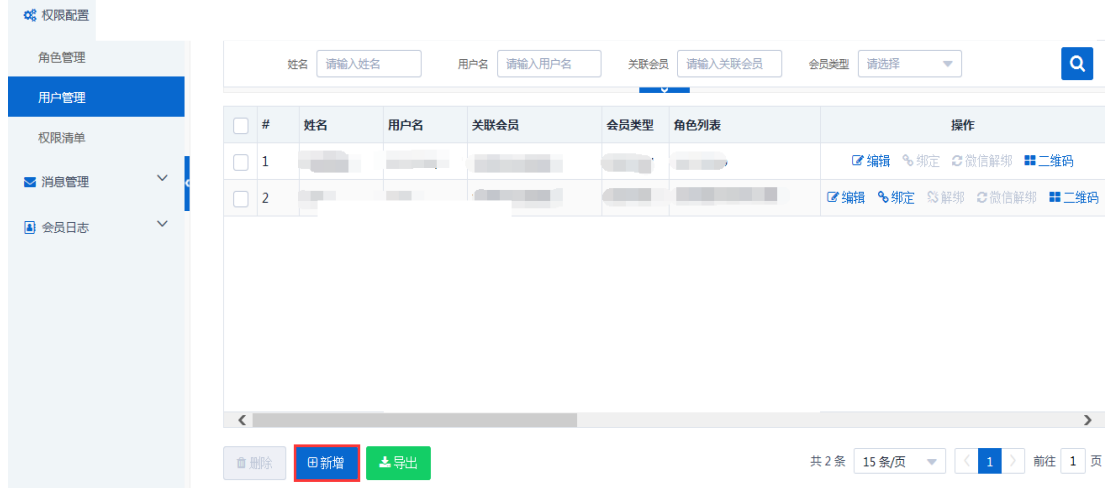 权限配置
角色管理
用户管理
权限清单
消息管理
会员日志
姓名 请输入姓名 用户名 请输入用户名 关联会员 请输入关联会员 会员类型 请选择
# 姓名 用户名 关联会员 会员类型 角色列表 操作
1 编辑 绑定 微信解绑 二维码
2 编辑 绑定 解绑 微信解绑 二维码
删除 新增 导出 共 2 条 15 条/页 1 前往 1 页